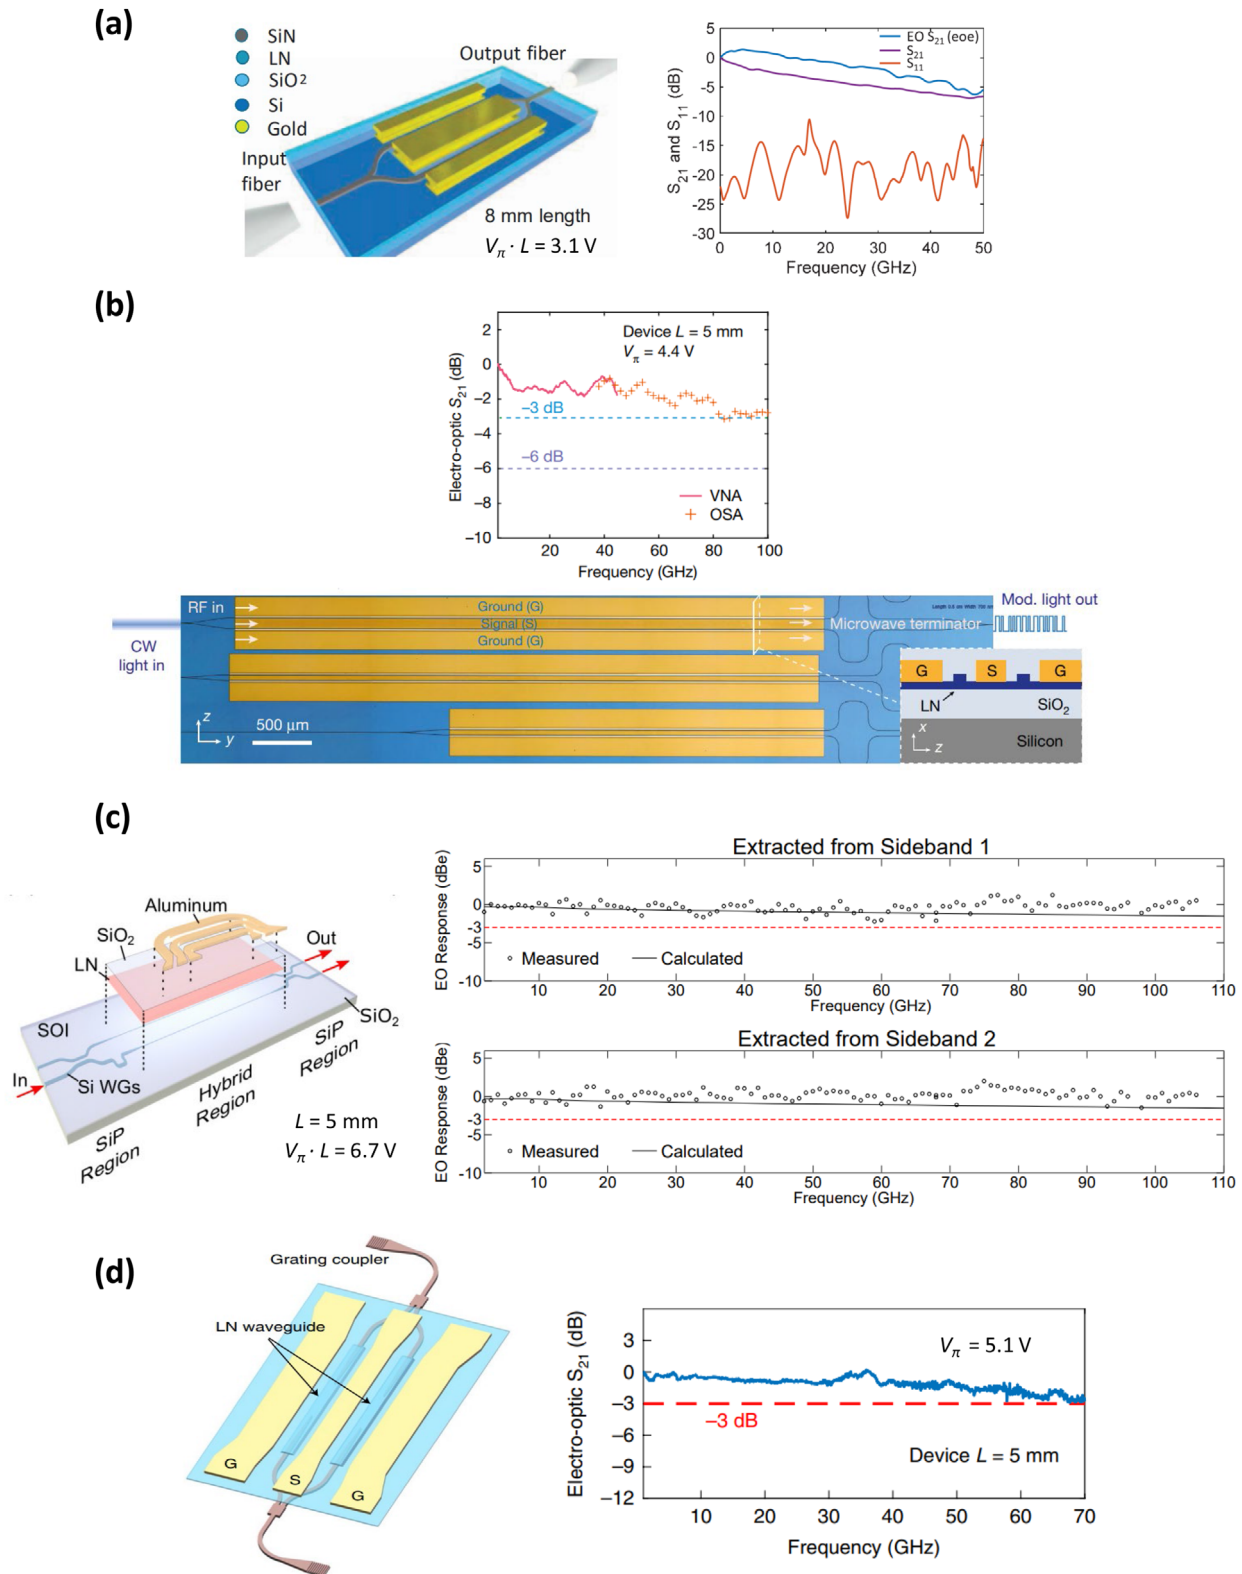 (a)
SiN
LN
SiO2
Si
Gold
Output fiber
Input
fiber
8 mm length
Vπ · L = 3.1 V
EO S21 (eoe)
S21
S11
S21 and S11 (dB)
5
0
-5
-10
-15
-20
-25
-30
0 10 20 30 40 50
Frequency (GHz)
(b)
Device L = 5 mm
Vπ = 4.4 V
Electro-optic S21 (dB)
2
0
−2
−4
−6
−8
−10
−3 dB
−6 dB
VNA
OSA
20 40 60 80 100
Frequency (GHz)
RF in
Ground (G)
Signal (S)
Ground (G)
Microwave terminator
Mod. light out
CW
light in
z
y
500 µm
G S G
LN
SiO2
x
z
Silicon
(c)
Aluminum
SiO2
LN
Out
SOI
SiO2
In
Si WGs
SiP
Region
Hybrid
Region
SiP
Region
L = 5 mm
Vπ · L = 6.7 V
Extracted from Sideband 1
EO Response (dBe)
5
0
-3
-5
-10
Measured
Calculated
10 20 30 40 50 60 70 80 90 100 110
Frequency (GHz)
Extracted from Sideband 2
EO Response (dBe)
5
0
-3
-5
-10
Measured
Calculated
10 20 30 40 50 60 70 80 90 100 110
Frequency (GHz)
(d)
Grating coupler
LN waveguide
G
S
G
Electro-optic S21 (dB)
3
0
−3
−6
−9
−12
Vπ = 5.1 V
−3 dB
Device L = 5 mm
10 20 30 40 50 60 70
Frequency (GHz)